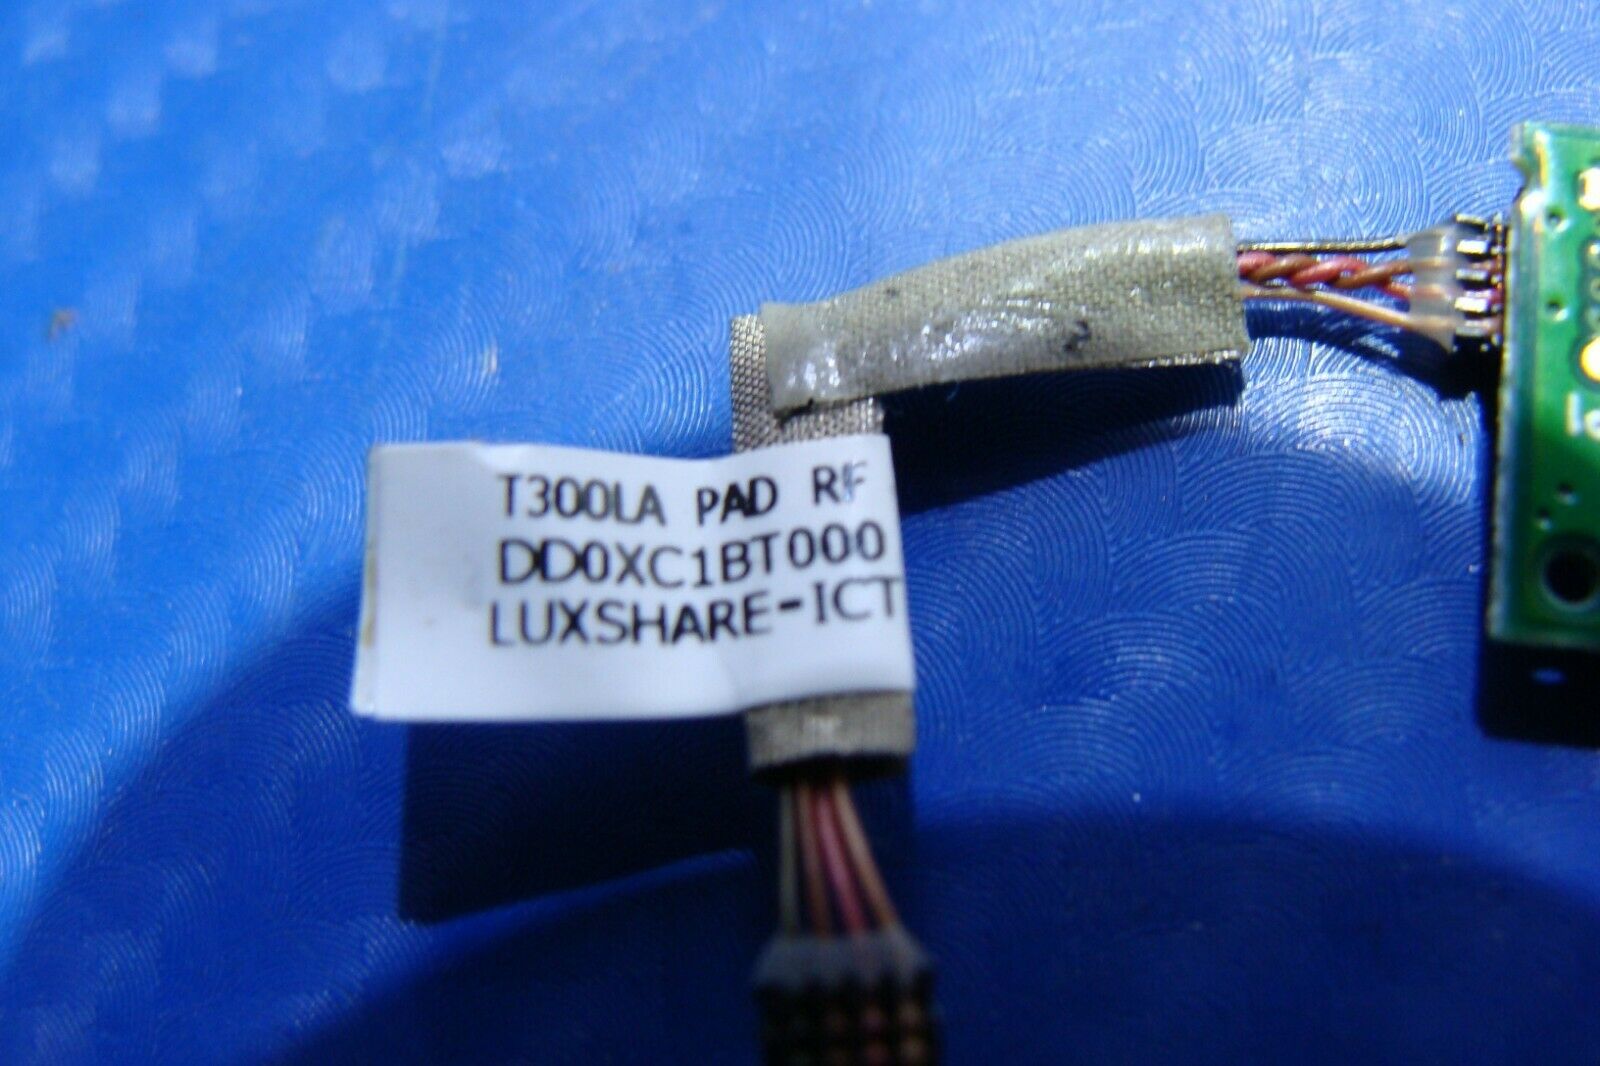 T300LA PAD RF
DD0XC1BT000
LUXSHARE-ICT